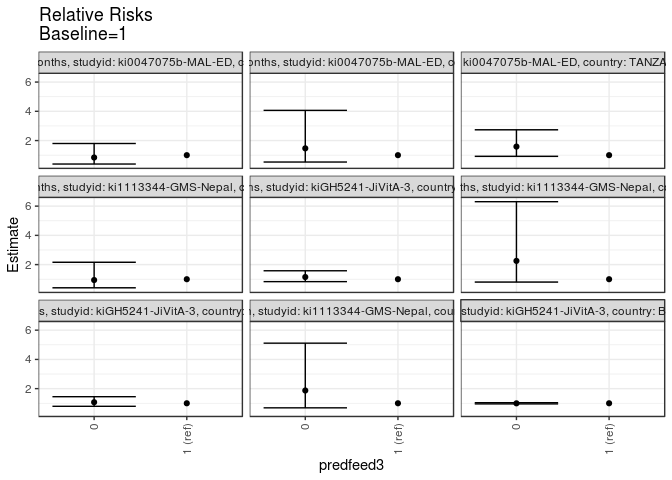 Relative Risks
Baseline=1
onths, studyid: ki0047075b-MAL-ED, c
onths, studyid: ki0047075b-MAL-ED, c
ki0047075b-MAL-ED, country: TANZA
6
4
2
nths, studyid: ki1113344-GMS-Nepal, c
nths, studyid: kiGH5241-JiVitA-3, country
ths, studyid: ki1113344-GMS-Nepal, co
6
4
2
s, studyid: kiGH5241-JiVitA-3, country:
n, studyid: ki1113344-GMS-Nepal, cou
studyid: kiGH5241-JiVitA-3, country: B
6
4
2
Estimate
0
1 (ref)
0
1 (ref)
0
1 (ref)
predfeed3